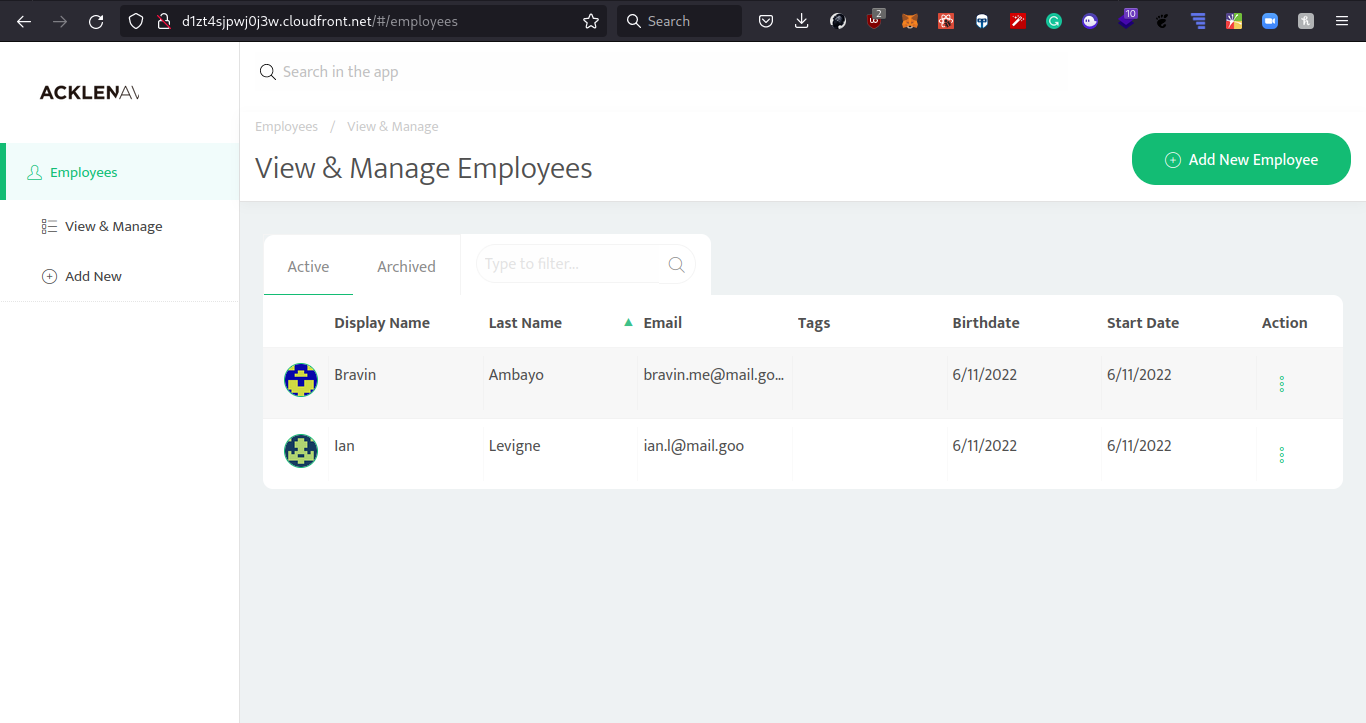 d1zt4sjpwj0j3w.cloudfront.net/#/employees
Search
2
10
ACKLENAV
Search in the app
Employees / View & Manage
View & Manage Employees
Add New Employee
Employees
View & Manage
Add New
Active
Archived
Type to filter...
Display Name Last Name Email Tags Birthdate Start Date Action
Bravin Ambayo bravin.me@mail.go... 6/11/2022 6/11/2022
Ian Levigne ian.l@mail.goo 6/11/2022 6/11/2022